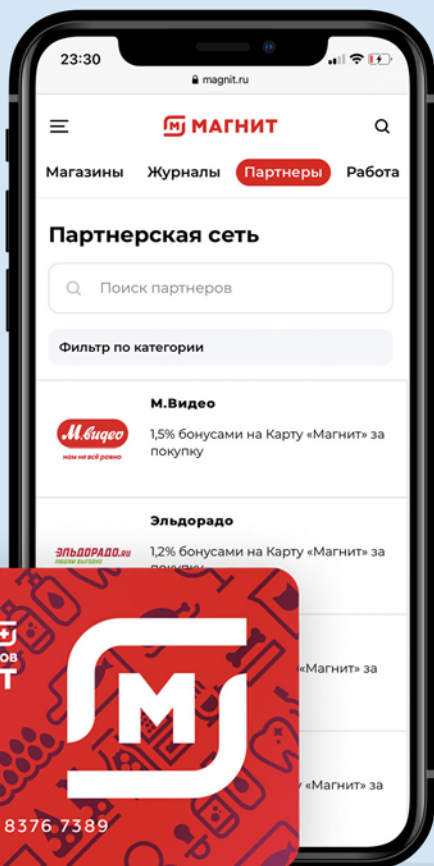 23:30
magnit.ru
МАГНИТ
Магазины Журналы Партнеры Работа
Партнерская сеть
Поиск партнеров
Фильтр по категории
М.Видео
М.видео
нам не всё равно
1,5% бонусами на Карту «Магнит» за
покупку
Эльдорадо
ЭЛЬДОРАДО.RU
1,2% бонусами на Карту «Магнит» за
покупку
«Магнит» за
«Магнит» за
М
8376 7389